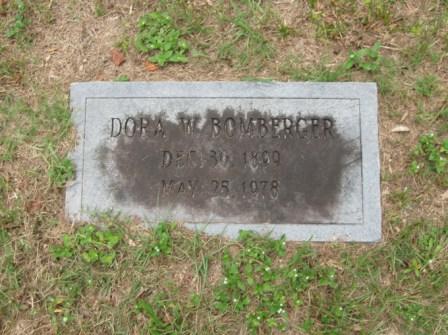 DORA W. BOMBERGER
DEC. 30 1899
MAY 25 1978